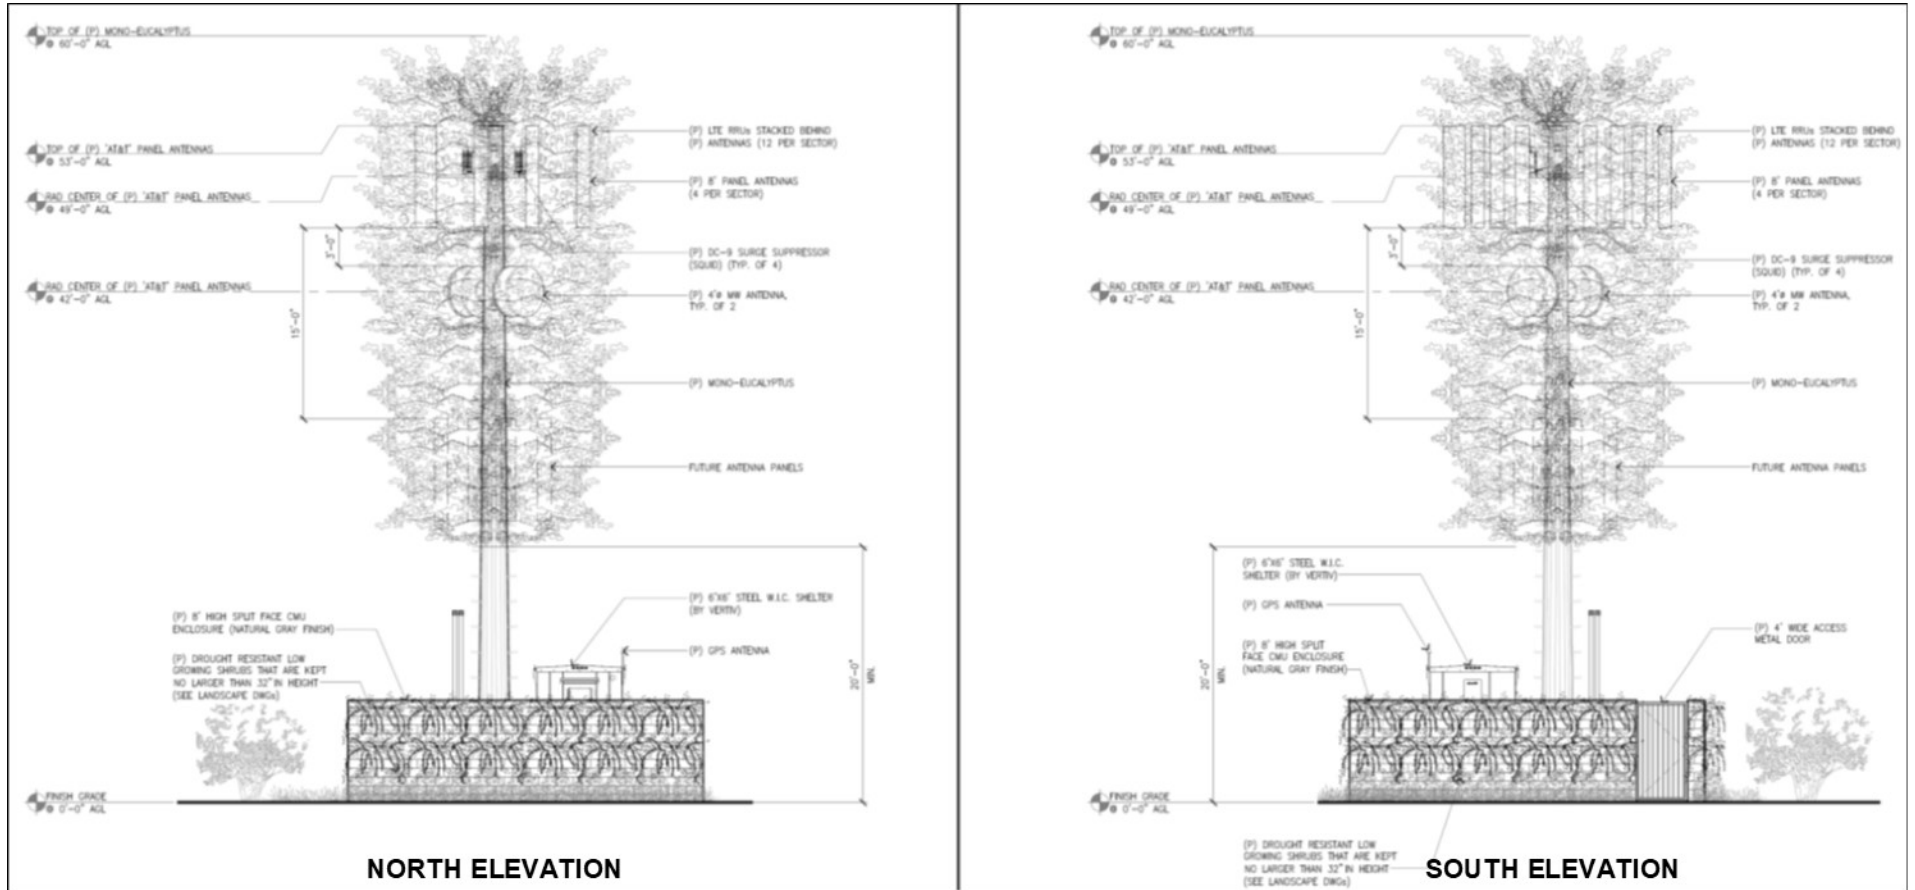 TOP OF (P) MONO-EUCALYPTUS
@ 60'-0" AGL
TOP OF (P) "AT&T" PANEL ANTENNAS
@ 53'-0" AGL
RAD CENTER OF (P) "AT&T" PANEL ANTENNAS
@ 49'-0" AGL
3'-0"
15'-0"
RAD CENTER OF (P) "AT&T" PANEL ANTENNAS
@ 42'-0" AGL
(P) LTE RRUs STACKED BEHIND
(P) ANTENNAS (12 PER SECTOR)
(P) 8' PANEL ANTENNAS
(4 PER SECTOR)
(P) DC-9 SURGE SUPPRESSOR
(SQUID) (TYP. OF 4)
(P) 4'ø MW ANTENNA,
TYP. OF 2
(P) MONO-EUCALYPTUS
FUTURE ANTENNA PANELS
(P) 8' HIGH SPLIT FACE CMU
ENCLOSURE (NATURAL GRAY FINISH)
(P) DROUGHT RESISTANT LOW
GROWING SHRUBS THAT ARE KEPT
NO LARGER THAN 32" IN HEIGHT
(SEE LANDSCAPE DWGs)
(P) 6'X6' STEEL W.I.C. SHELTER
(BY VERTIV)
(P) GPS ANTENNA
20'-0"
MIN.
FINISH GRADE
@ 0'-0" AGL
NORTH ELEVATION
TOP OF (P) MONO-EUCALYPTUS
@ 60'-0" AGL
TOP OF (P) "AT&T" PANEL ANTENNAS
@ 53'-0" AGL
RAD CENTER OF (P) "AT&T" PANEL ANTENNAS
@ 49'-0" AGL
3'-0"
15'-0"
RAD CENTER OF (P) "AT&T" PANEL ANTENNAS
@ 42'-0" AGL
(P) LTE RRUs STACKED BEHIND
(P) ANTENNAS (12 PER SECTOR)
(P) 8' PANEL ANTENNAS
(4 PER SECTOR)
(P) DC-9 SURGE SUPPRESSOR
(SQUID) (TYP. OF 4)
(P) 4'ø MW ANTENNA,
TYP. OF 2
(P) MONO-EUCALYPTUS
FUTURE ANTENNA PANELS
(P) 6'X6' STEEL W.I.C.
SHELTER (BY VERTIV)
(P) GPS ANTENNA
(P) 8' HIGH SPLIT
FACE CMU ENCLOSURE
(NATURAL GRAY FINISH)
20'-0"
MIN.
(P) 4' WIDE ACCESS
METAL DOOR
FINISH GRADE
@ 0'-0" AGL
(P) DROUGHT RESISTANT LOW
GROWING SHRUBS THAT ARE KEPT
NO LARGER THAN 32" IN HEIGHT
(SEE LANDSCAPE DWGs)
SOUTH ELEVATION